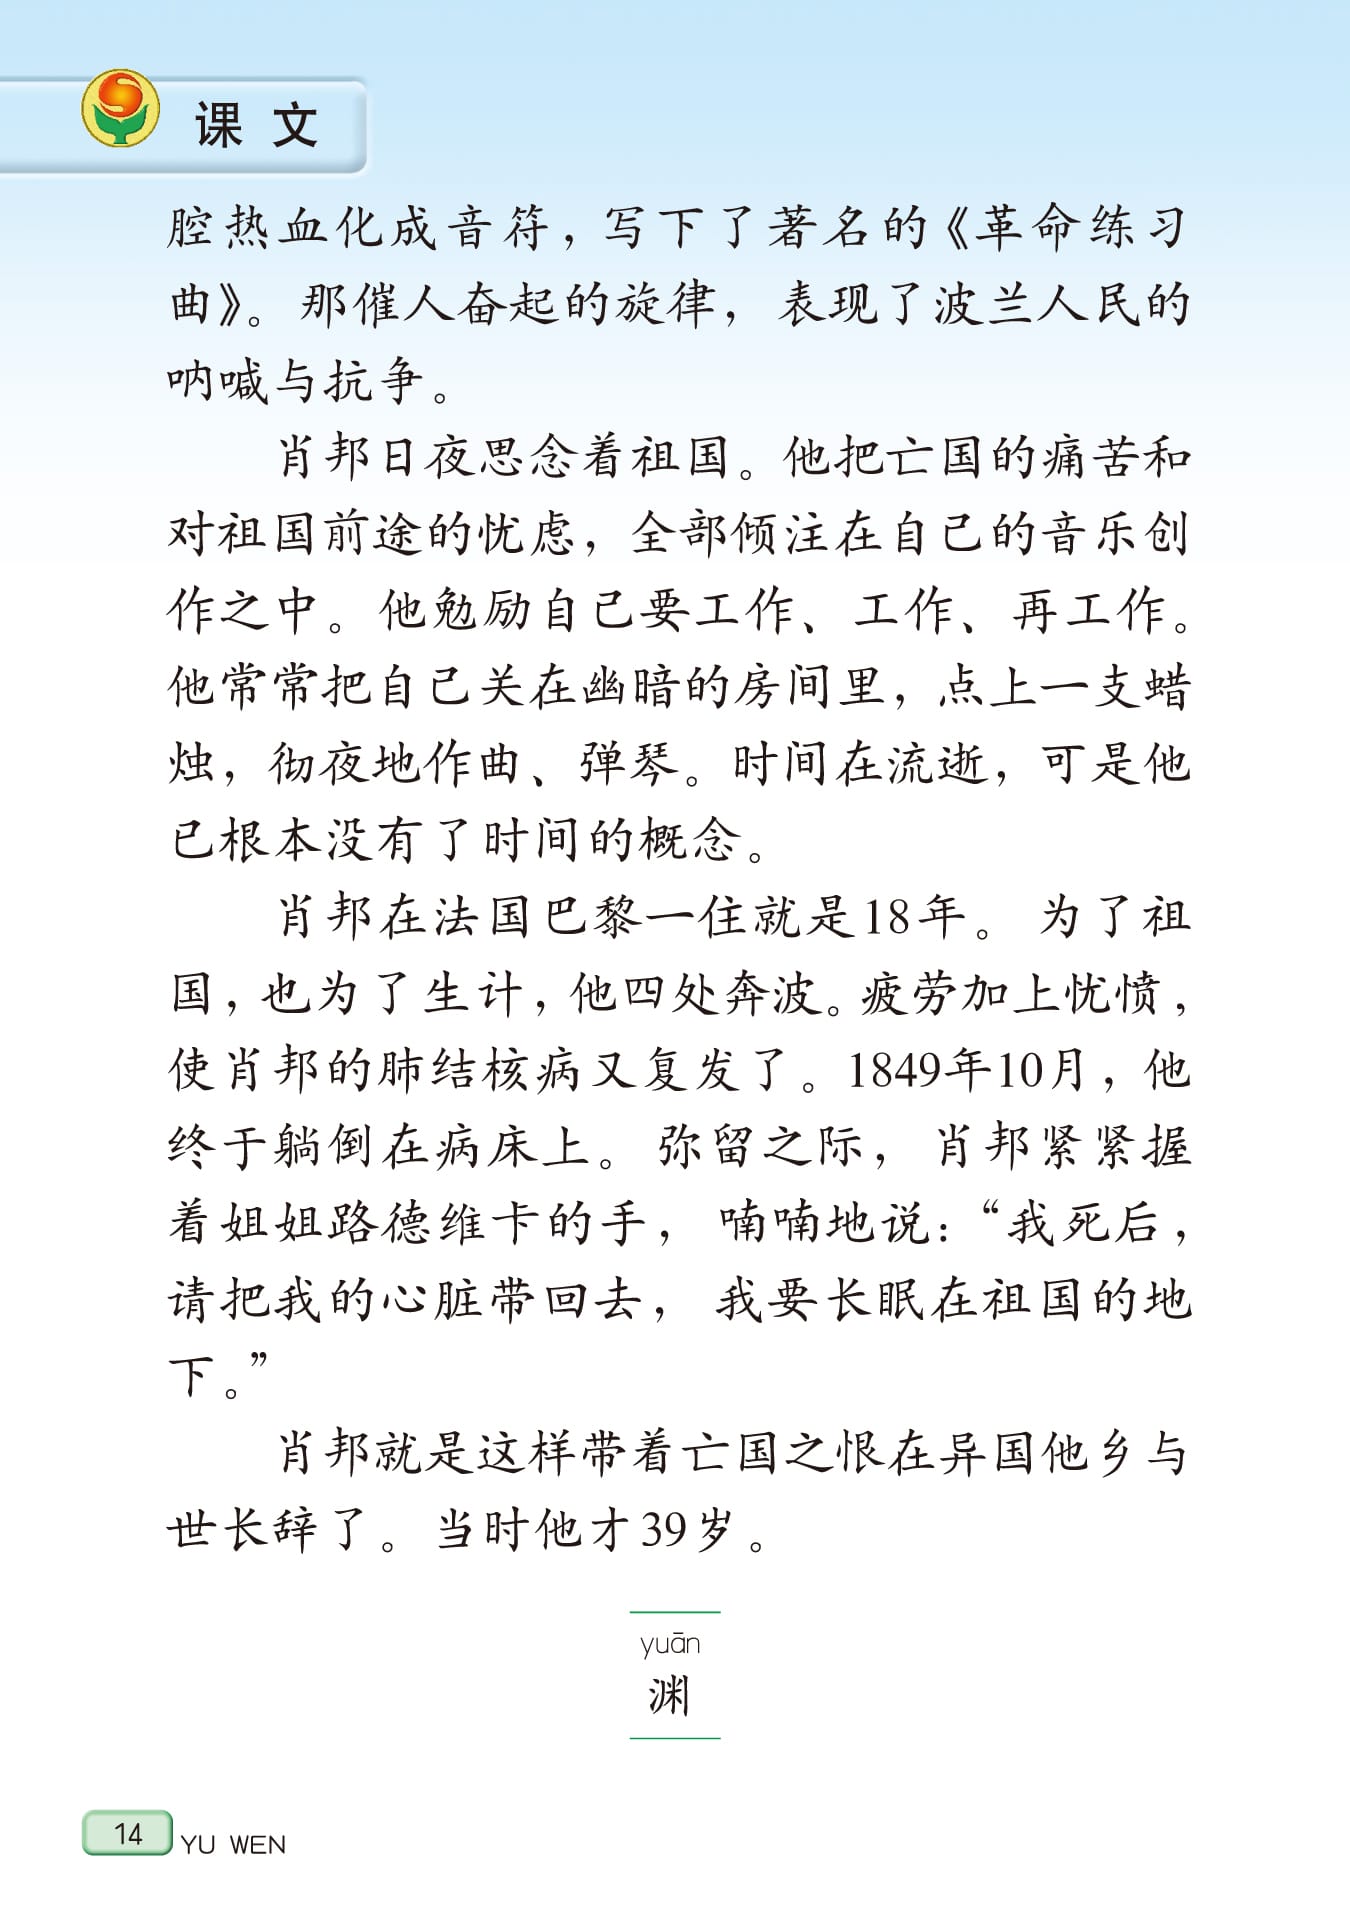 课文
腔热血化成音符，写下了著名的《革命练习
曲》。那催人奋起的旋律，表现了波兰人民的
呐喊与抗争。
肖邦日夜思念着祖国。他把亡国的痛苦和
对祖国前途的忧虑，全部倾注在自己的音乐创
作之中。他勉励自己要工作、工作、再工作。
他常常把自己关在幽暗的房间里，点上一支蜡
烛，彻夜地作曲、弹琴。时间在流逝，可是他
已根本没有了时间的概念。
肖邦在法国巴黎一住就是18年。为了祖
国，也为了生计，他四处奔波。疲劳加上忧愤，
使肖邦的肺结核病又复发了。1849年10月，他
终于躺倒在病床上。弥留之际，肖邦紧紧握
着姐姐路德维卡的手，喃喃地说：“我死后，
请把我的心脏带回去，我要长眠在祖国的地
下。”
肖邦就是这样带着亡国之恨在异国他乡与
世长辞了。当时他才39岁。
yuān
渊
14 YU WEN